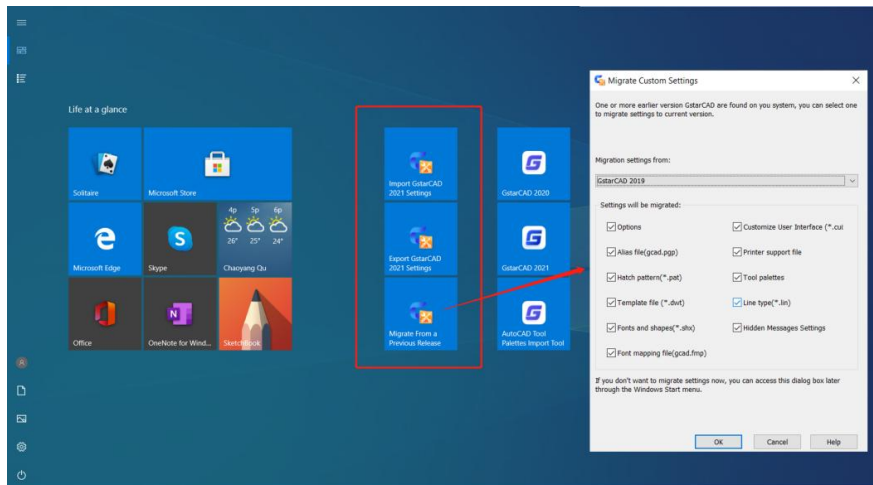 Life at a glance
Solitaire
Microsoft Store
Microsoft Edge
Skype
4p 5p 6p
26° 25° 24°
Chaoyang Qu
Office
OneNote for Wind...
Sketchbook
Import GstarCAD
2021 Settings
GstarCAD 2020
Export GstarCAD
2021 Settings
GstarCAD 2021
Migrate From a
Previous Release
AutoCAD Tool
Palettes Import Tool
Migrate Custom Settings
One or more earlier version GstarCAD are found on you system, you can select one
to migrate settings to current version.
Migration settings from:
GstarCAD 2019
Settings will be migrated:
Options
Customize User Interface (*.cui
Alias file(gcad.pgp)
Printer support file
Hatch pattern(*.pat)
Tool palettes
Template file (*.dwt)
Line type(*.lin)
Fonts and shapes(*.shx)
Hidden Messages Settings
Font mapping file(gcad.fmp)
If you don't want to migrate settings now, you can access this dialog box later
through the Windows Start menu.
OK
Cancel
Help